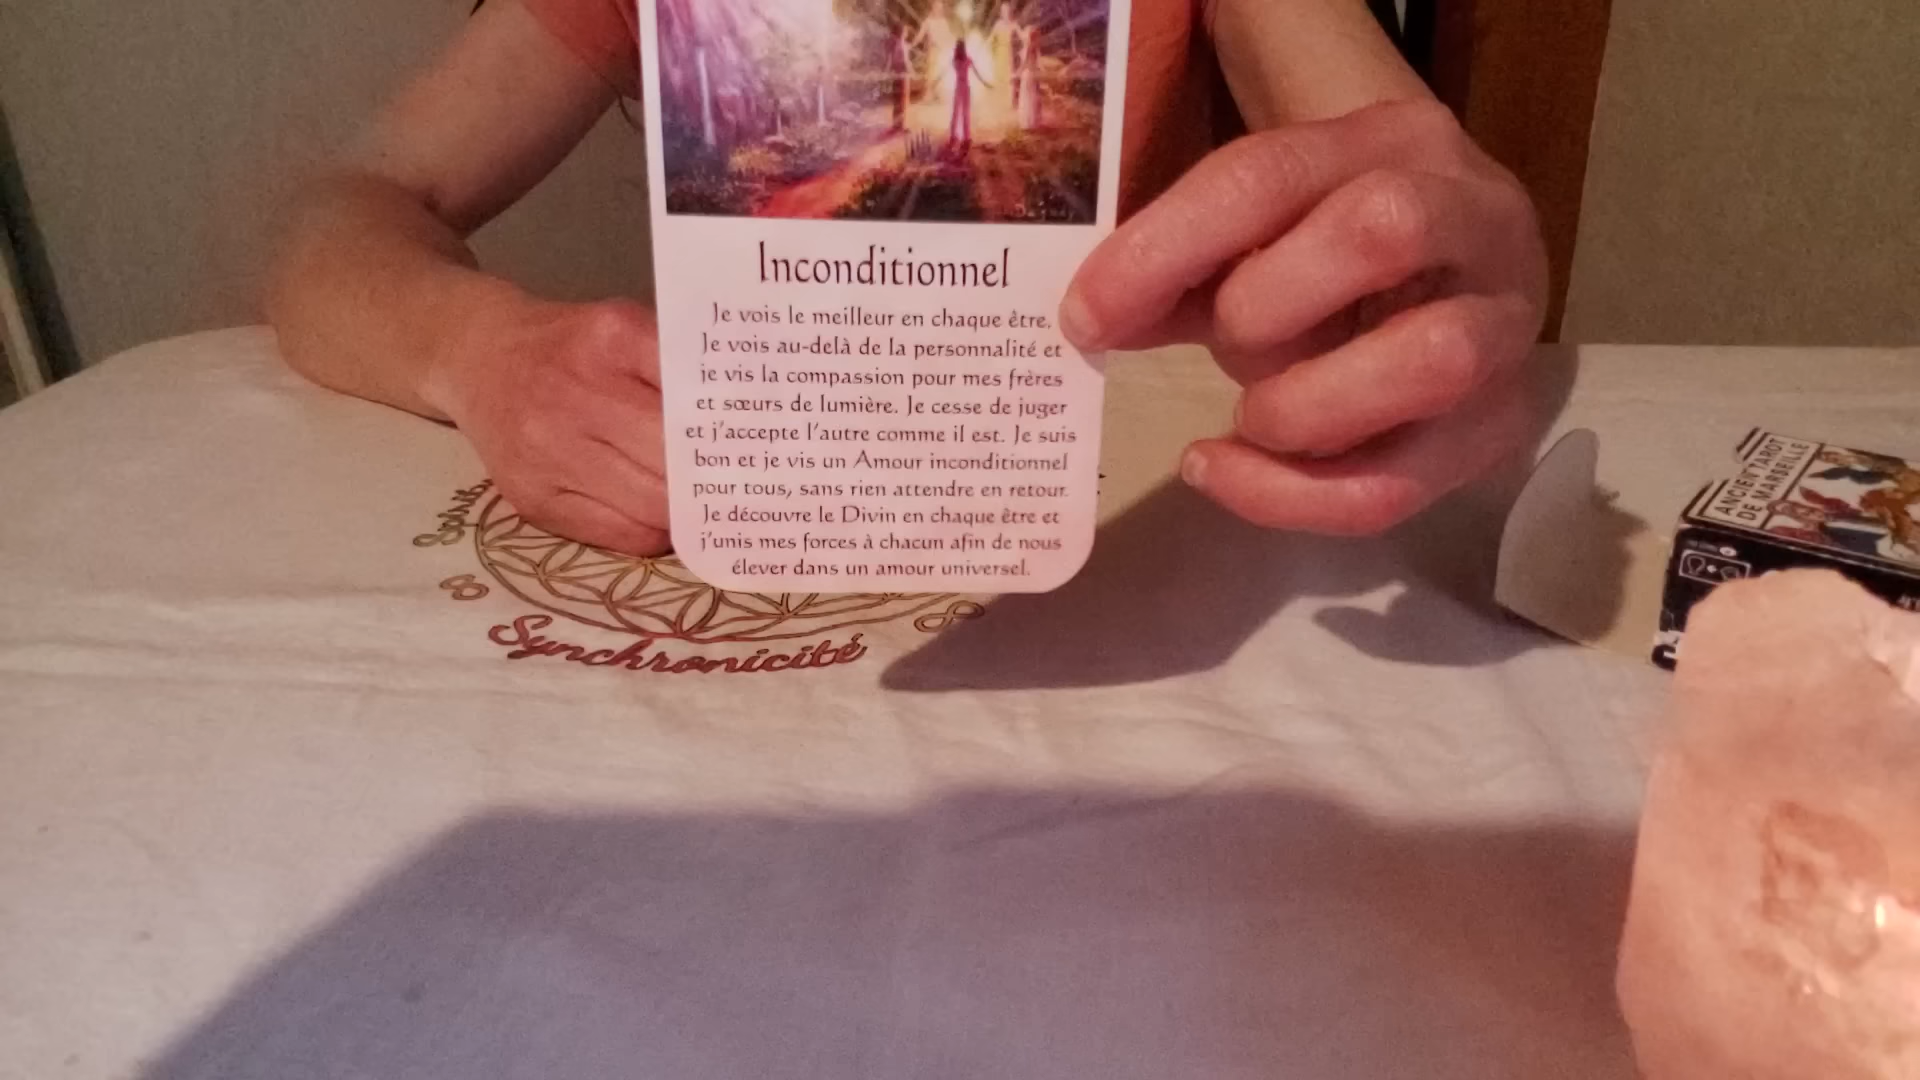 Inconditionnel
Je vois le meilleur en chaque être.
Je vois au-delà de la personnalité et
je vis la compassion pour mes frères
et sœurs de lumière. Je cesse de juger
et j'accepte l'autre comme il est. Je suis
bon et je vis un Amour inconditionnel
pour tous, sans rien attendre en retour.
Je découvre le Divin en chaque être et
j'unis mes forces à chacun afin de nous
élever dans un amour universel.
Synchronicité
ANCIEN TAROT
DE MARSEILLE